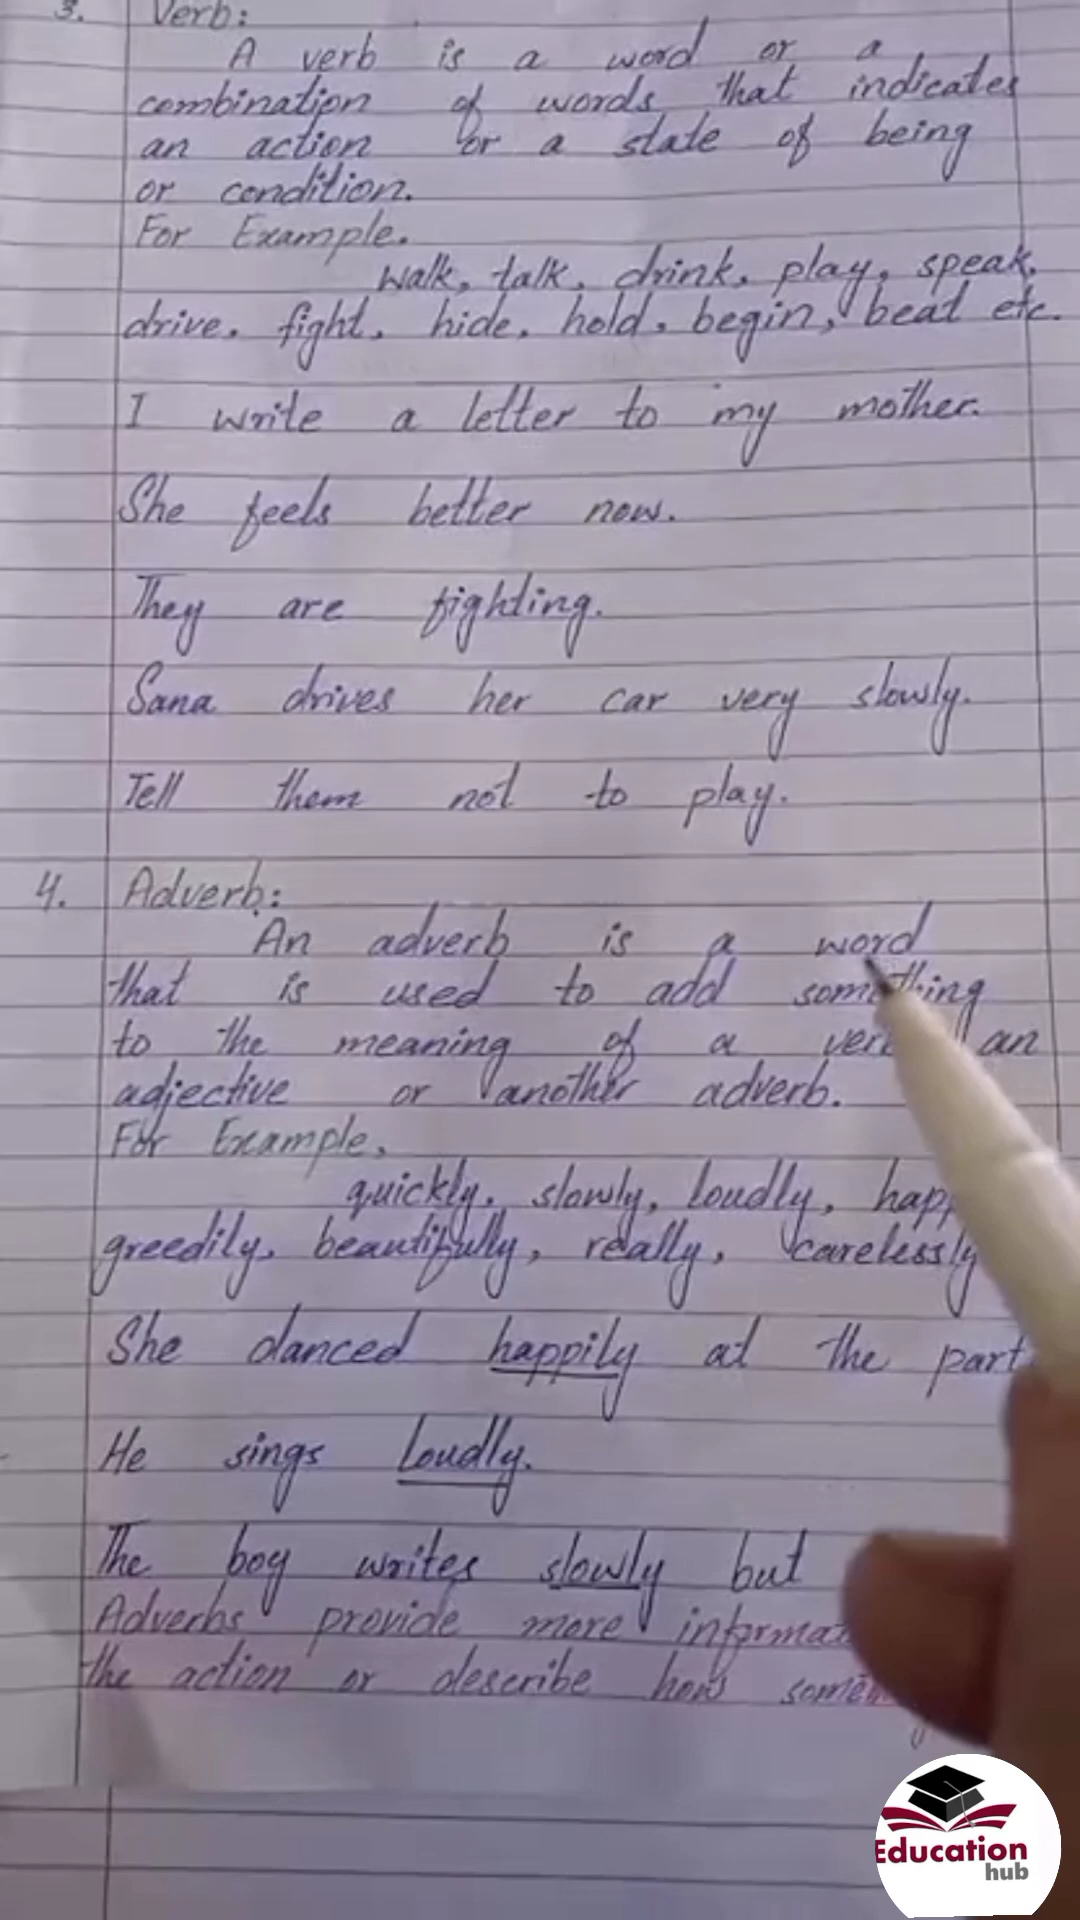 3. Verb:
A verb is a word or a
combination of words that indicates
an action or a state of being
or condition.
For Example.
walk, talk, drink, play, speak,
drive, fight, hide, hold, begin, beat etc.
I write a letter to my mother.
She feels better now.
They are fighting.
Sana drives her car very slowly.
Tell them not to play.
4. Adverb:
An adverb is a word
that is used to add something
to the meaning of a verb an
adjective or another adverb.
For Example,
quickly, slowly, loudly,
greedily, beautifully, really, carelessly
She danced happily at the
He sings loudly.
The boy writes slowly but
Adverbs provide more
the action or describe how
Education
hub